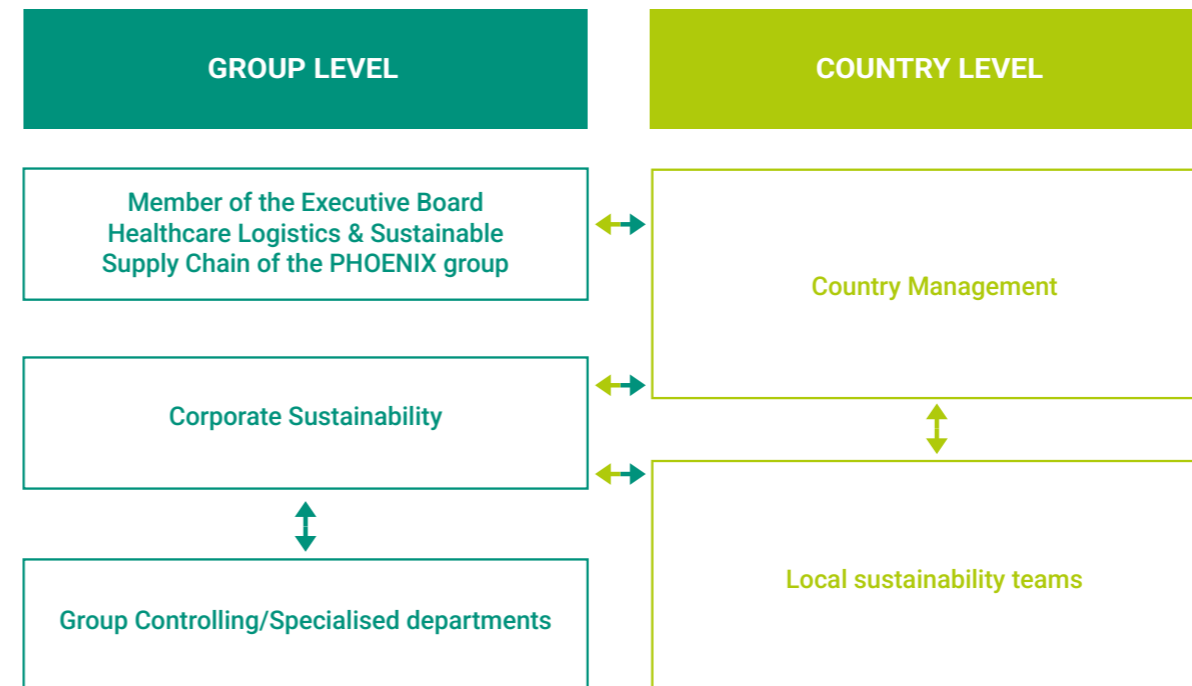 GROUP LEVEL
COUNTRY LEVEL
Member of the Executive Board
Healthcare Logistics & Sustainable
Supply Chain of the PHOENIX group
Country Management
Corporate Sustainability
Local sustainability teams
Group Controlling/Specialised departments